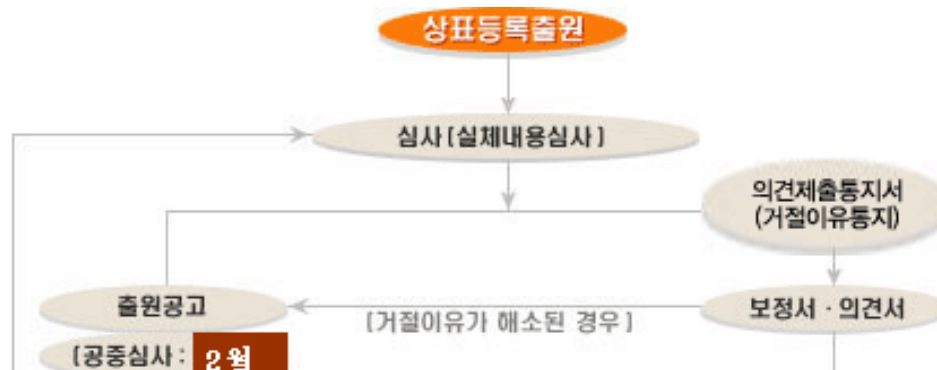 상표등록출원
심사[실체내용심사]
의견제출통지서
(거절이유통지)
출원공고
[거절이유가 해소된 경우]
보정서·의견서
[공중심사: 2월